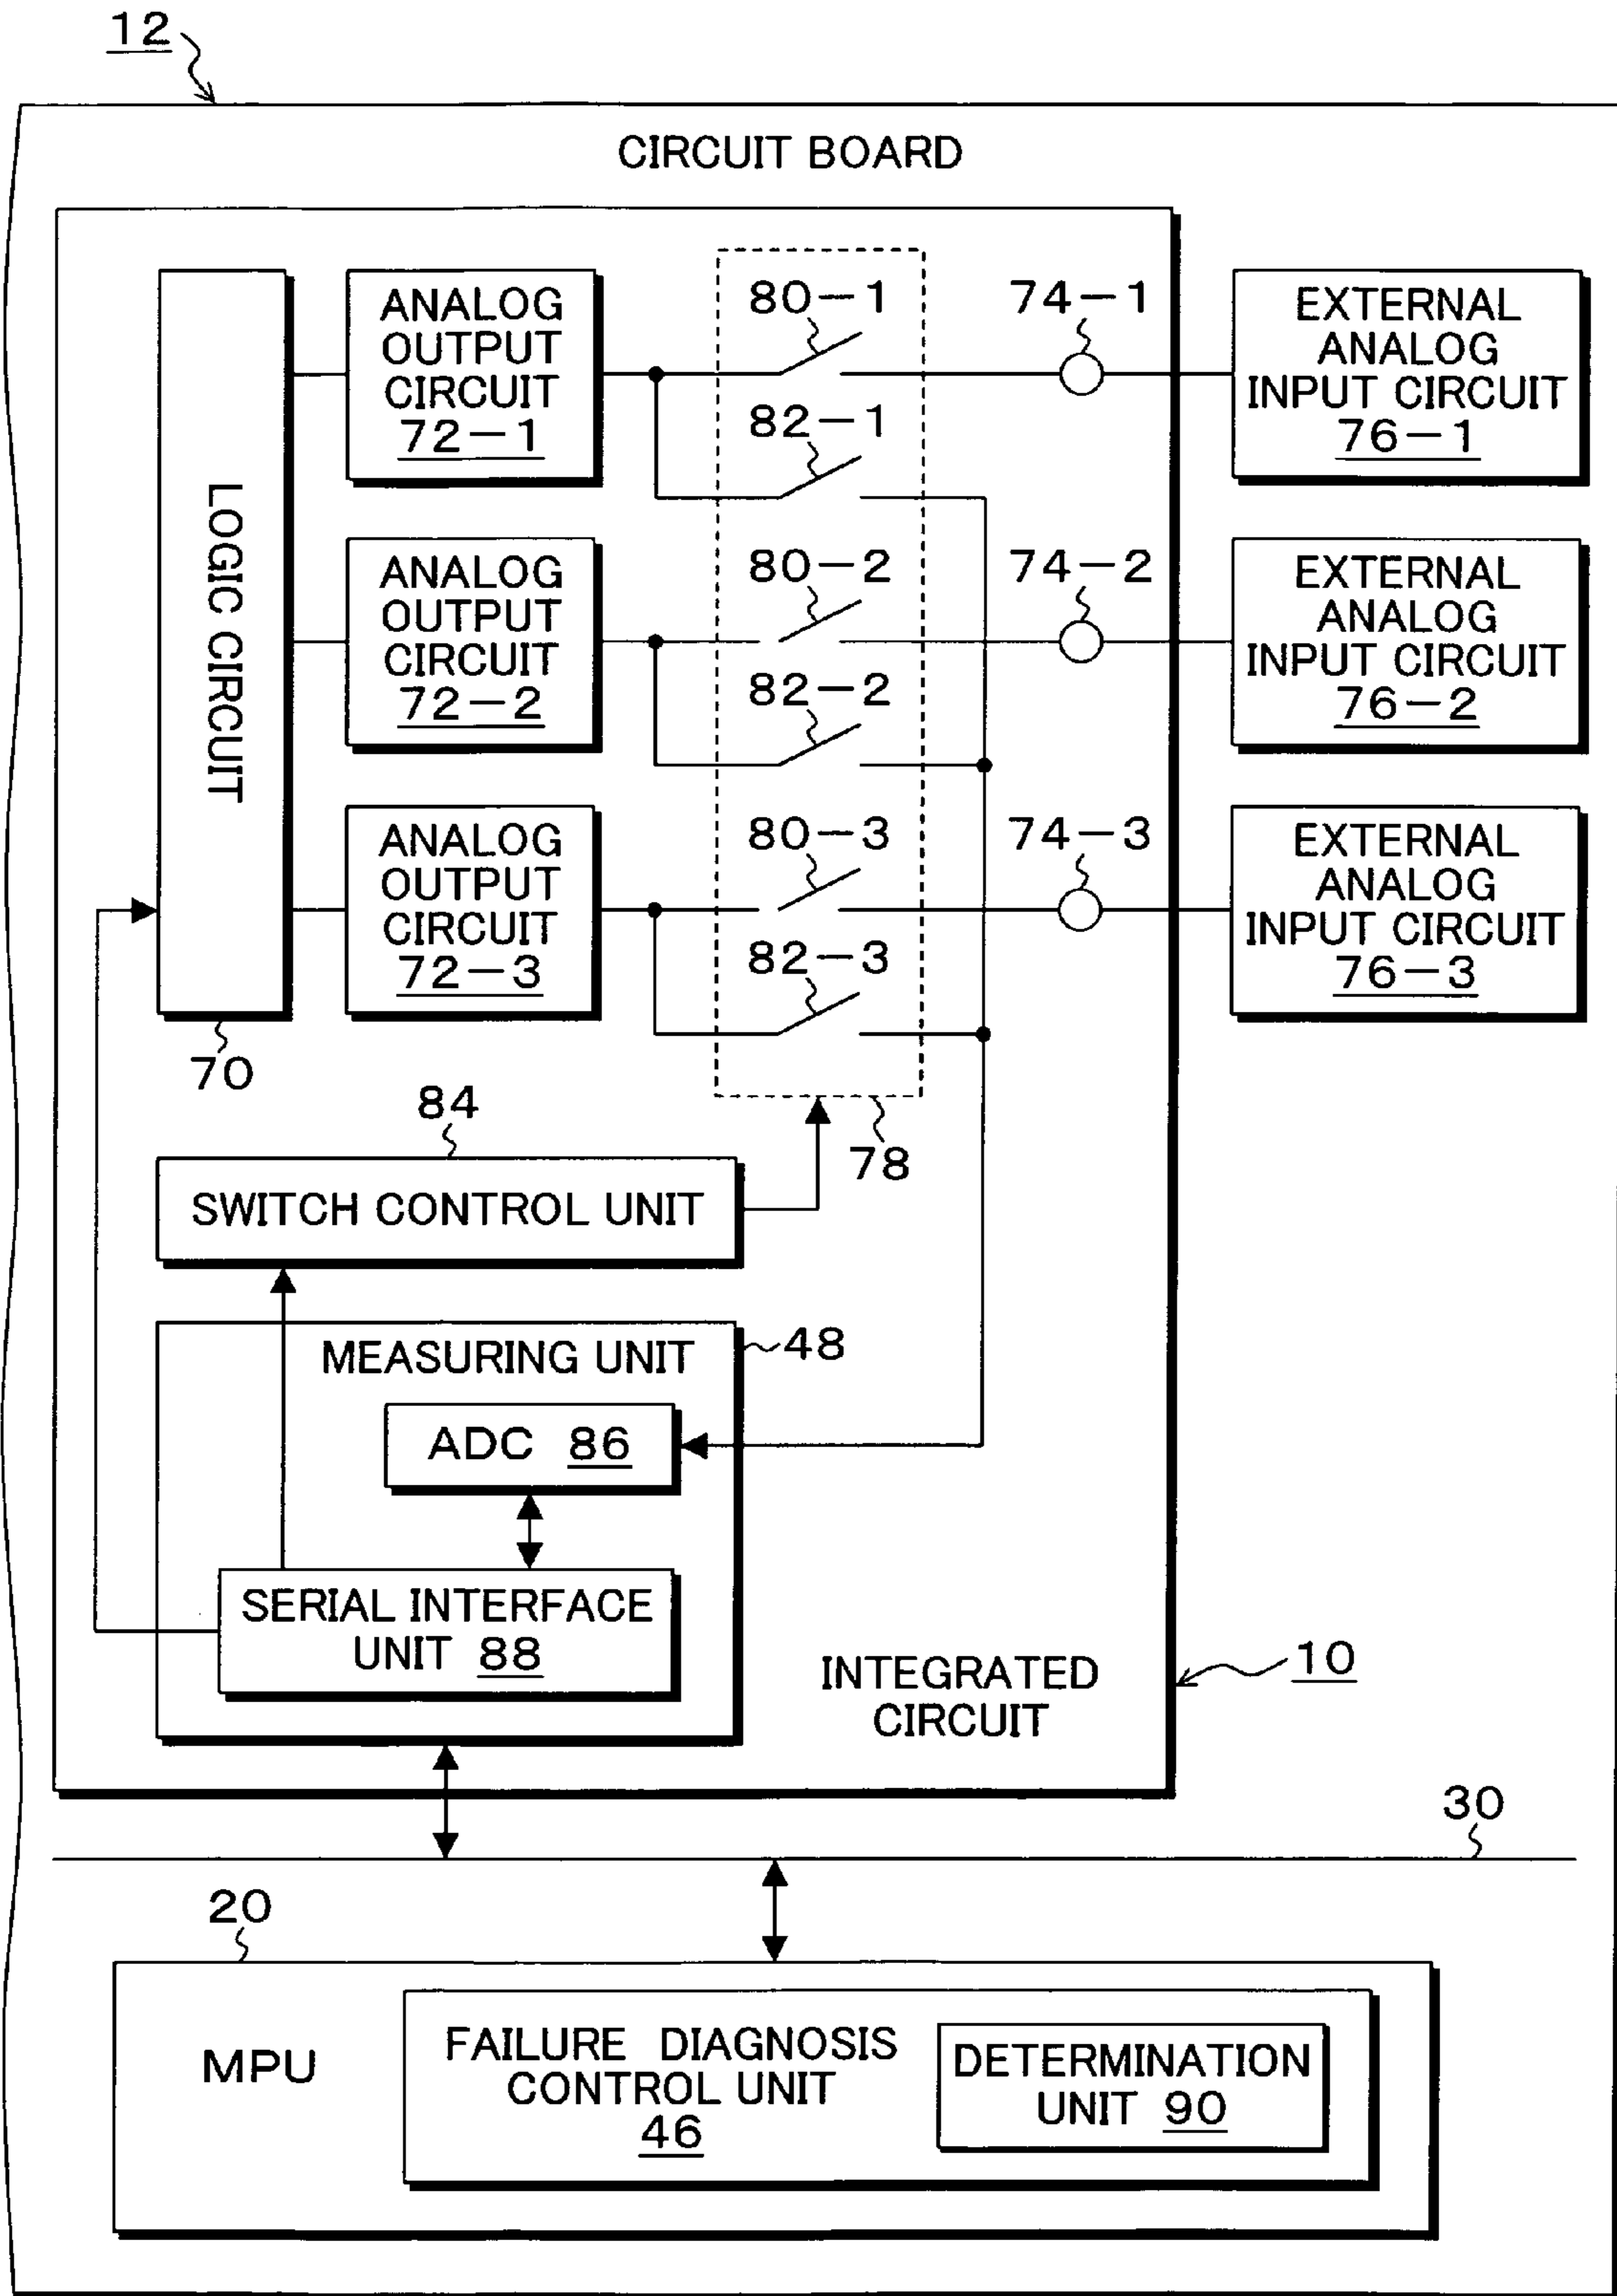 12
CIRCUIT BOARD
LOGIC CIRCUIT
70
ANALOG
OUTPUT
CIRCUIT
72-1
80-1
82-1
74-1
EXTERNAL
ANALOG
INPUT CIRCUIT
76-1
ANALOG
OUTPUT
CIRCUIT
72-2
80-2
82-2
74-2
EXTERNAL
ANALOG
INPUT CIRCUIT
76-2
ANALOG
OUTPUT
CIRCUIT
72-3
80-3
82-3
74-3
EXTERNAL
ANALOG
INPUT CIRCUIT
76-3
78
84
SWITCH CONTROL UNIT
MEASURING UNIT
48
ADC 86
SERIAL INTERFACE
UNIT 88
INTEGRATED
CIRCUIT
10
30
20
MPU
FAILURE DIAGNOSIS
CONTROL UNIT
46
DETERMINATION
UNIT 90